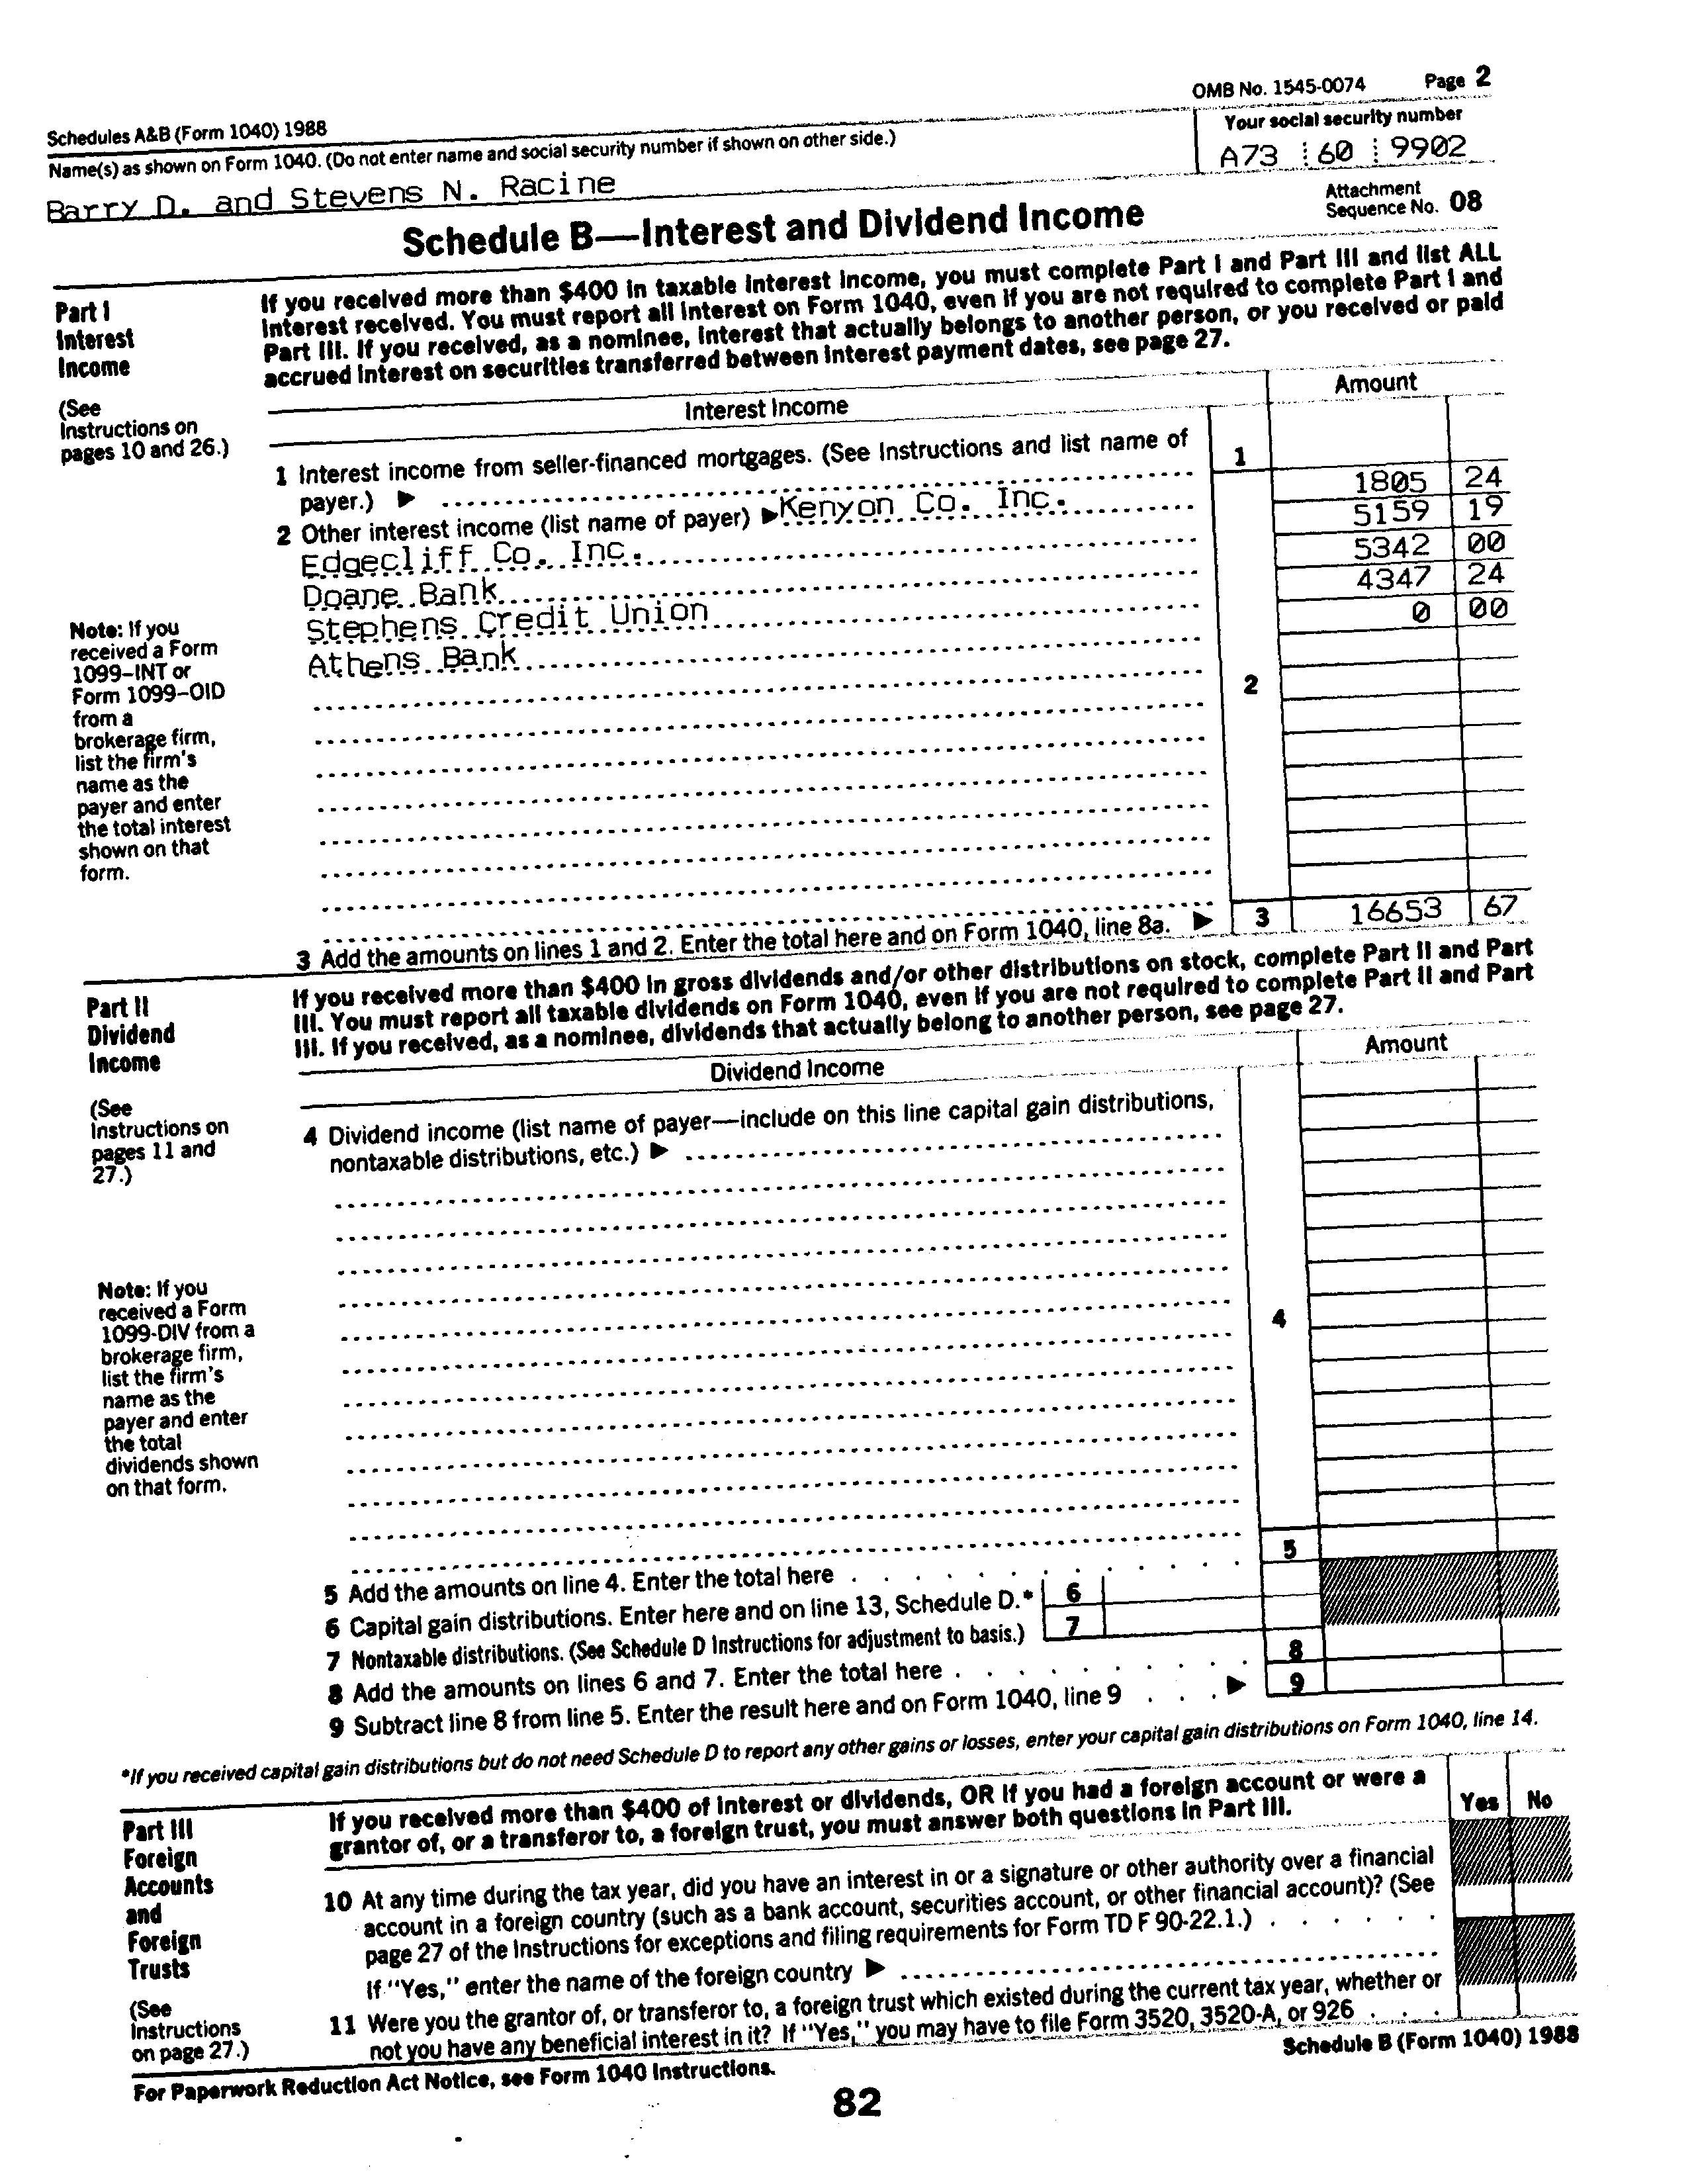 OMB No. 1545-0074 Page 2
Schedules A&B (Form 1040) 1988
Name(s) as shown on Form 1040. (Do not enter name and social security number if shown on other side.)
Your social security number
Barry D. and Stevens N. Racine
A73 60 9902
Schedule B—Interest and Dividend Income
Attachment
Sequence No. 08
Part I
Interest
Income
(See
Instructions on
pages 10 and 26.)
If you received more than $400 in taxable interest income, you must complete Part I and Part III and list ALL
interest received. You must report all interest on Form 1040, even if you are not required to complete Part I and
Part III. If you received, as a nominee, interest that actually belongs to another person, or you received or paid
accrued interest on securities transferred between interest payment dates, see page 27.
Interest Income
Amount
1 Interest income from seller-financed mortgages. (See Instructions and list name of
payer.) ▶
1
2 Other interest income (list name of payer) ▶ Kenyon Co. Inc. 1805 24
Edgecliff Co. Inc. 5159 19
Doane Bank 5342 00
Stephens Credit Union 4347 24
Athens Bank 0 00
2
Note: If you
received a Form
1099–INT or
Form 1099–OID
from a
brokerage firm,
list the firm's
name as the
payer and enter
the total interest
shown on that
form.
3 Add the amounts on lines 1 and 2. Enter the total here and on Form 1040, line 8a. ▶ 3 16653 67
Part II
Dividend
Income
(See
Instructions on
pages 11 and
27.)
If you received more than $400 in gross dividends and/or other distributions on stock, complete Part II and Part
III. You must report all taxable dividends on Form 1040, even if you are not required to complete Part II and Part
III. If you received, as a nominee, dividends that actually belong to another person, see page 27.
Dividend Income
Amount
4 Dividend income (list name of payer—include on this line capital gain distributions,
nontaxable distributions, etc.) ▶
4
Note: If you
received a Form
1099-DIV from a
brokerage firm,
list the firm's
name as the
payer and enter
the total
dividends shown
on that form.
5 Add the amounts on line 4. Enter the total here 5
6 Capital gain distributions. Enter here and on line 13, Schedule D.* 6
7 Nontaxable distributions. (See Schedule D Instructions for adjustment to basis.) 7
8 Add the amounts on lines 6 and 7. Enter the total here 8
9 Subtract line 8 from line 5. Enter the result here and on Form 1040, line 9 ▶ 9
*If you received capital gain distributions but do not need Schedule D to report any other gains or losses, enter your capital gain distributions on Form 1040, line 14.
Part III
Foreign
Accounts
and
Foreign
Trusts
(See
Instructions
on page 27.)
If you received more than $400 of interest or dividends, OR if you had a foreign account or were a
grantor of, or a transferor to, a foreign trust, you must answer both questions in Part III.
Yes No
10 At any time during the tax year, did you have an interest in or a signature or other authority over a financial
account in a foreign country (such as a bank account, securities account, or other financial account)? (See
page 27 of the Instructions for exceptions and filing requirements for Form TD F 90-22.1.)
If "Yes," enter the name of the foreign country ▶
11 Were you the grantor of, or transferor to, a foreign trust which existed during the current tax year, whether or
not you have any beneficial interest in it? If "Yes," you may have to file Form 3520, 3520-A, or 926
For Paperwork Reduction Act Notice, see Form 1040 Instructions.
Schedule B (Form 1040) 1988
82